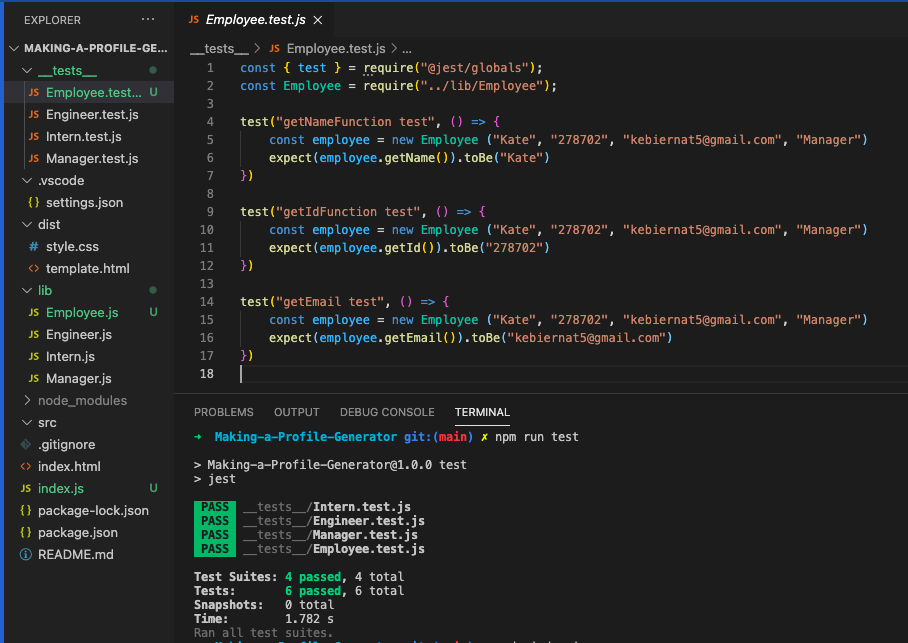 EXPLORER ...
MAKING-A-PROFILE-GE...
__tests__
JS Employee.test... U
JS Engineer.test.js
JS Intern.test.js
JS Manager.test.js
.vscode
{} settings.json
dist
# style.css
<> template.html
lib
JS Employee.js U
JS Engineer.js
JS Intern.js
JS Manager.js
node_modules
src
.gitignore
<> index.html
JS index.js U
{} package-lock.json
{} package.json
README.md
JS Employee.test.js
__tests__ > JS Employee.test.js > ...
1 const { test } = require("@jest/globals");
2 const Employee = require("../lib/Employee");
3
4 test("getNameFunction test", () => {
5 const employee = new Employee ("Kate", "278702", "kebiernat5@gmail.com", "Manager")
6 expect(employee.getName()).toBe("Kate")
7 })
8
9 test("getIdFunction test", () => {
10 const employee = new Employee ("Kate", "278702", "kebiernat5@gmail.com", "Manager")
11 expect(employee.getId()).toBe("278702")
12 })
13
14 test("getEmail test", () => {
15 const employee = new Employee ("Kate", "278702", "kebiernat5@gmail.com", "Manager")
16 expect(employee.getEmail()).toBe("kebiernat5@gmail.com")
17 })
18
PROBLEMS OUTPUT DEBUG CONSOLE TERMINAL
→ Making-a-Profile-Generator git:(main) ✗ npm run test
> Making-a-Profile-Generator@1.0.0 test
> jest
PASS __tests__/Intern.test.js
PASS __tests__/Engineer.test.js
PASS __tests__/Manager.test.js
PASS __tests__/Employee.test.js
Test Suites: 4 passed, 4 total
Tests: 6 passed, 6 total
Snapshots: 0 total
Time: 1.782 s
Ran all test suites.